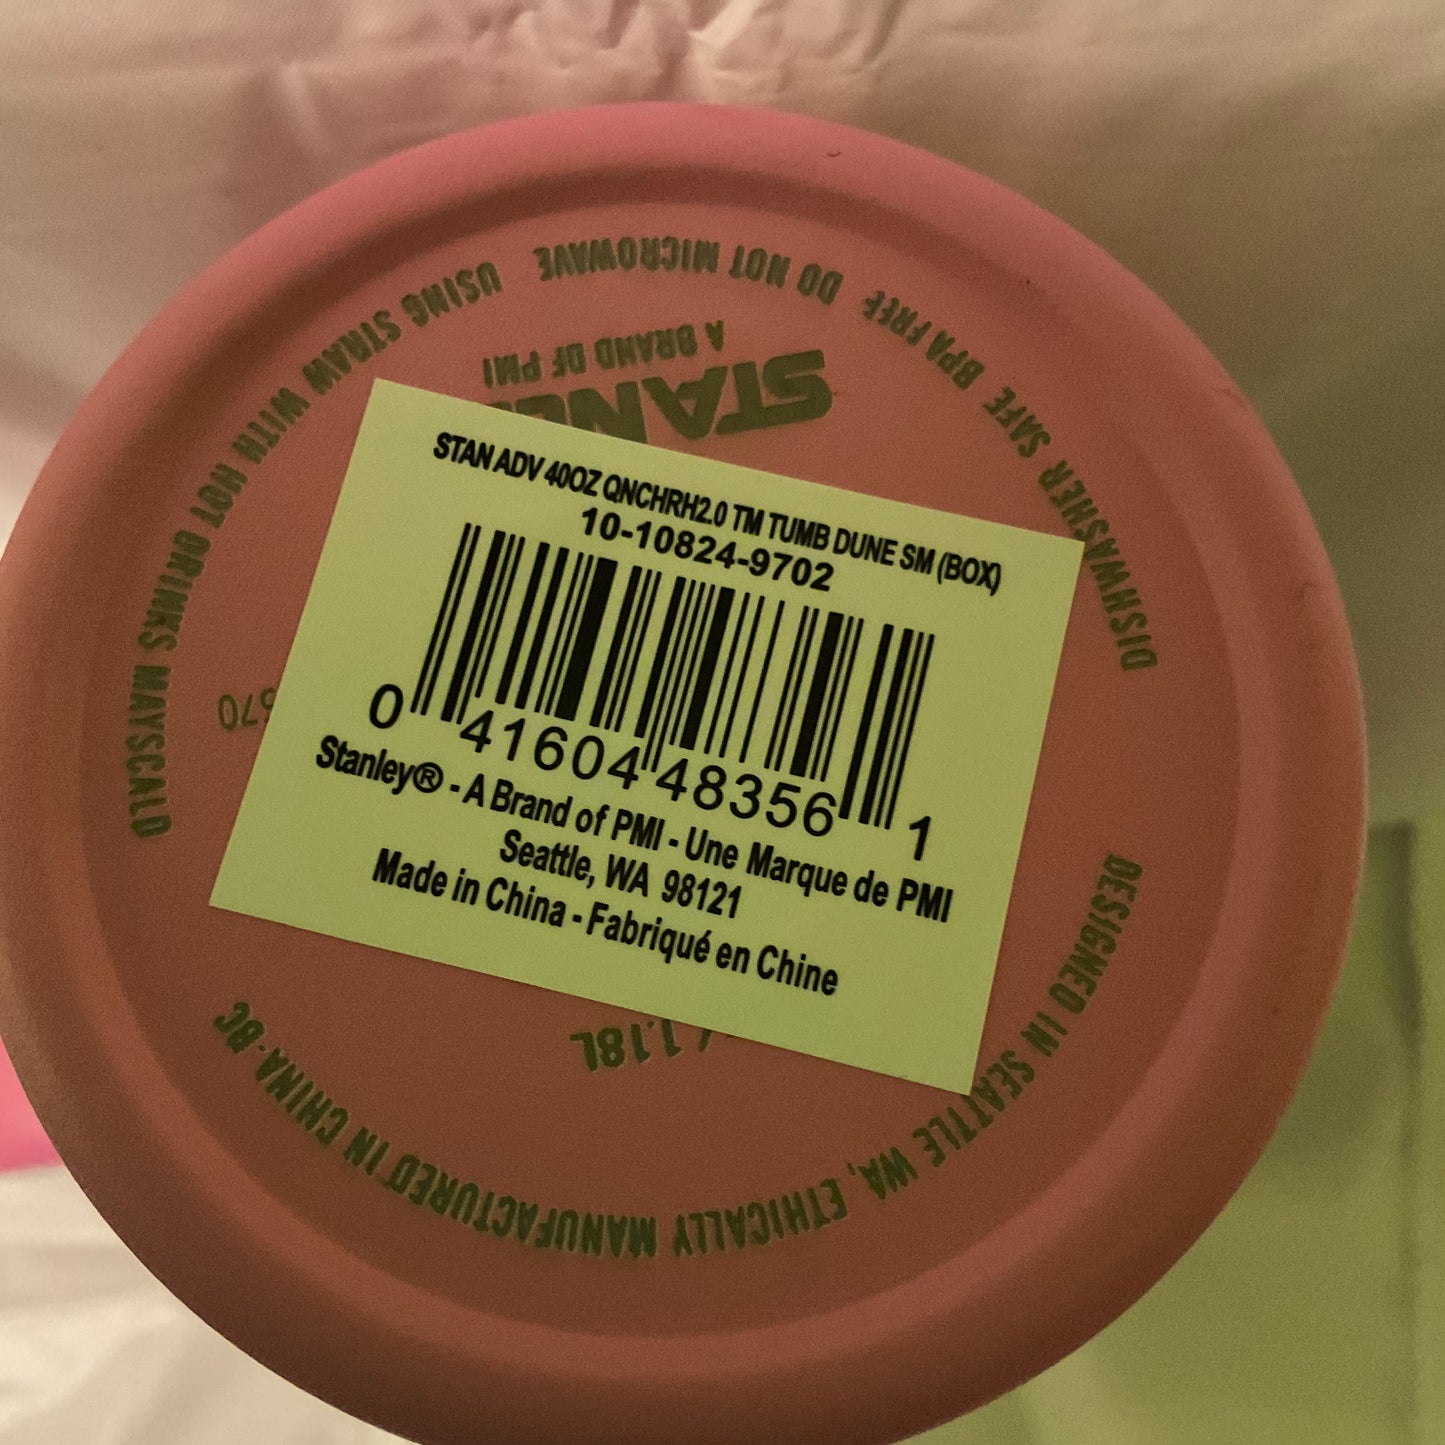 STAN ADV 40OZ QNCHRH2.0 TM TUMB DUNE SM (BOX)
10-10824-9702
0 41604 48356 1
Stanley® - A Brand of PMI - Une Marque de PMI
Seattle, WA 98121
Made in China - Fabriqué en Chine
DISHWASHER SAFE BPA FREE DO NOT MICROWAVE USING STRAW WITH HOT DRINKS MAY SCALD
A BRAND OF PMI
/ 1.18L
DESIGNED IN SEATTLE WA, ETHICALLY MANUFACTURED IN CHINA-BC